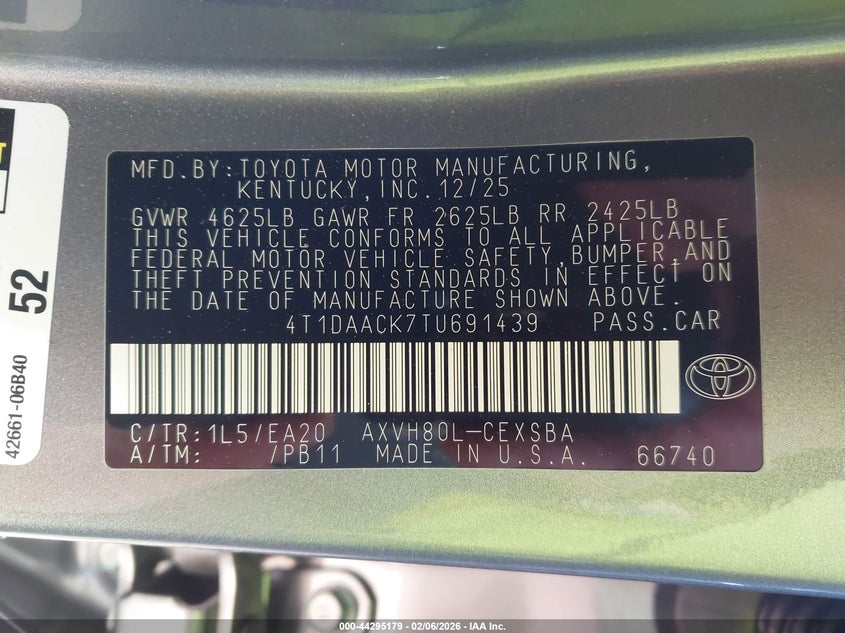 MFD.BY:TOYOTA MOTOR MANUFACTURING,
KENTUCKY,INC.12/25
GVWR 4625LB GAWR FR 2625LB RR 2425LB
THIS VEHICLE CONFORMS TO ALL APPLICABLE
FEDERAL MOTOR VEHICLE SAFETY,BUMPER,AND
THEFT PREVENTION STANDARDS IN EFFECT ON
THE DATE OF MANUFACTURE SHOWN ABOVE.
4T1DAACK7TU691439 PASS.CAR
C/TR:1L5/EA20 AXVH80L-CEXSBA
A/TM: /PB11 MADE IN U.S.A. 66740
52
42661-06B40
000-44295179 - 02/06/2026 - IAA Inc.